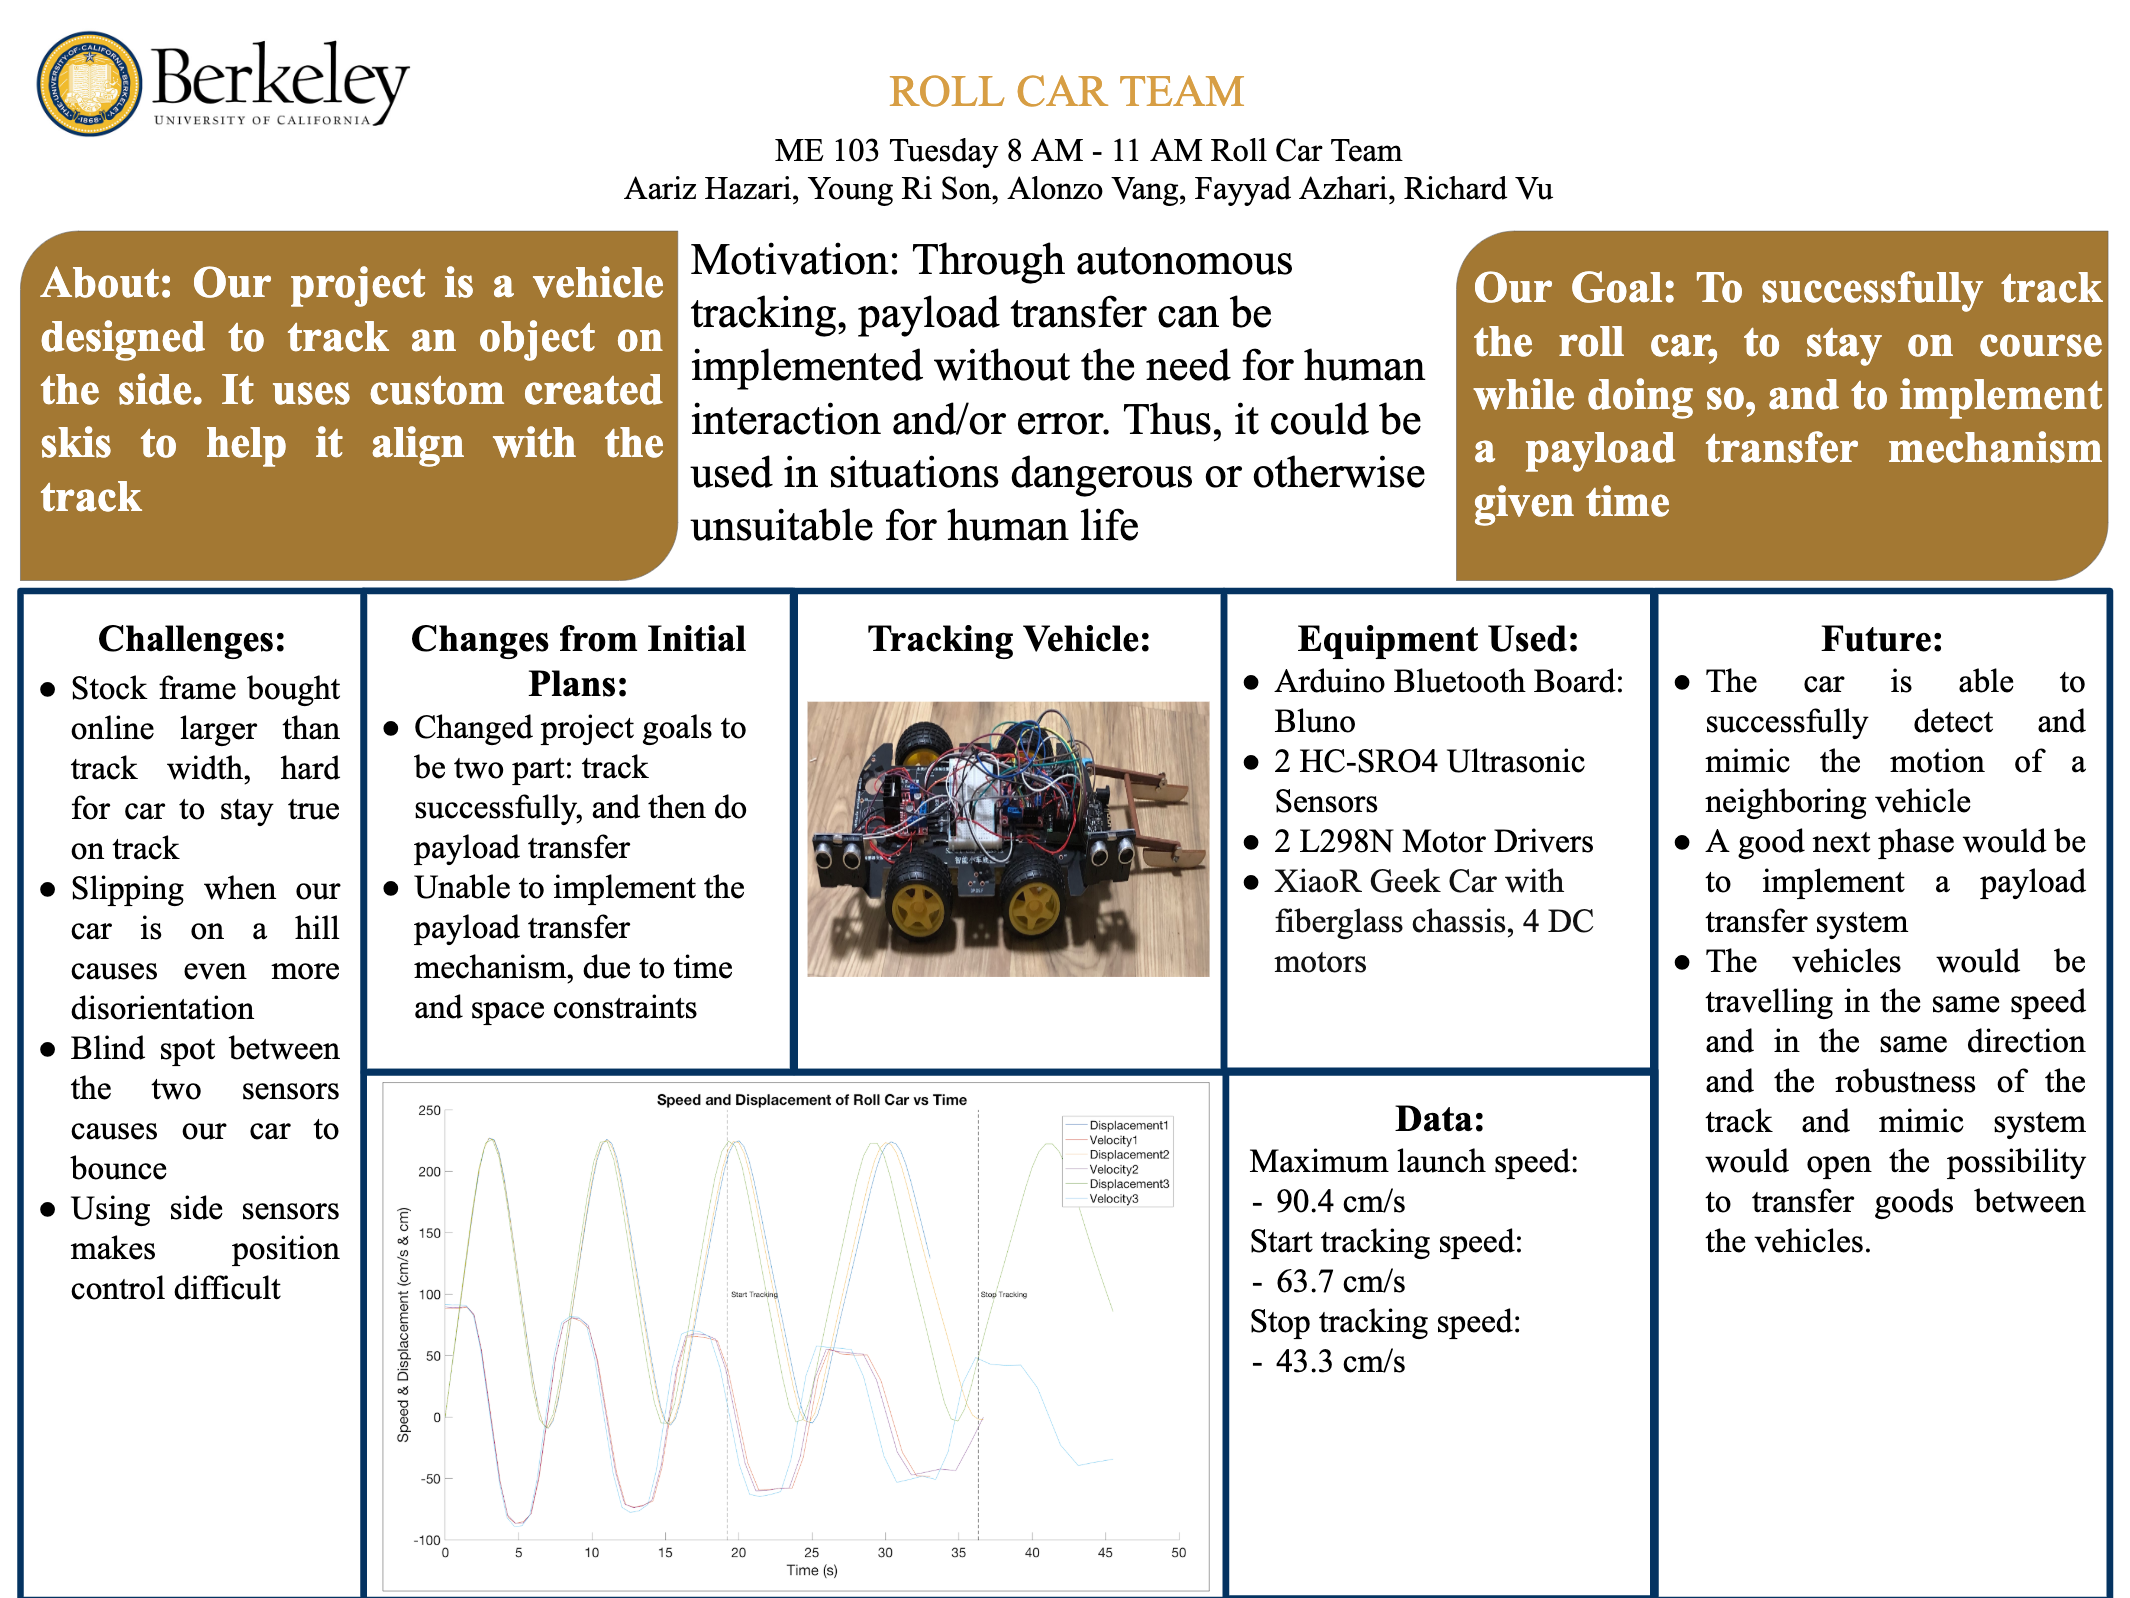 Berkeley
UNIVERSITY OF CALIFORNIA
ROLL CAR TEAM
ME 103 Tuesday 8 AM - 11 AM Roll Car Team
Aariz Hazari, Young Ri Son, Alonzo Vang, Fayyad Azhari, Richard Vu
About: Our project is a vehicle
designed to track an object on
the side. It uses custom created
skis to help it align with the
track
Motivation: Through autonomous
tracking, payload transfer can be
implemented without the need for human
interaction and/or error. Thus, it could be
used in situations dangerous or otherwise
unsuitable for human life
Our Goal: To successfully track
the roll car, to stay on course
while doing so, and to implement
a payload transfer mechanism
given time
Challenges:
● Stock frame bought
online larger than
track width, hard
for car to stay true
on track
● Slipping when our
car is on a hill
causes even more
disorientation
● Blind spot between
the two sensors
causes our car to
bounce
● Using side sensors
makes position
control difficult
Changes from Initial
Plans:
● Changed project goals to
be two part: track
successfully, and then do
payload transfer
● Unable to implement the
payload transfer
mechanism, due to time
and space constraints
Tracking Vehicle:
Equipment Used:
● Arduino Bluetooth Board:
Bluno
● 2 HC-SRO4 Ultrasonic
Sensors
● 2 L298N Motor Drivers
● XiaoR Geek Car with
fiberglass chassis, 4 DC
motors
Future:
● The car is able to
successfully detect and
mimic the motion of a
neighboring vehicle
● A good next phase would be
to implement a payload
transfer system
● The vehicles would be
travelling in the same speed
and in the same direction
and the robustness of the
track and mimic system
would open the possibility
to transfer goods between
the vehicles.
Speed and Displacement of Roll Car vs Time
Speed & Displacement (cm/s & cm)
250
200
150
100
50
0
-50
-100
Displacement1
Velocity1
Displacement2
Velocity2
Displacement3
Velocity3
Start Tracking
Stop Tracking
0 5 10 15 20 25 30 35 40 45 50
Time (s)
Data:
Maximum launch speed:
- 90.4 cm/s
Start tracking speed:
- 63.7 cm/s
Stop tracking speed:
- 43.3 cm/s